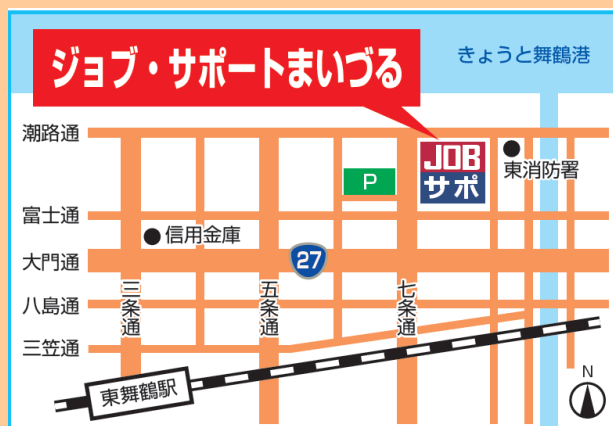 ジョブ・サポートまいづる
きょうと舞鶴港
潮路通
JOB
サポ
東消防署
P
富士通
信用金庫
大門通
27
三条通
五条通
七条通
八島通
三笠通
東舞鶴駅
N